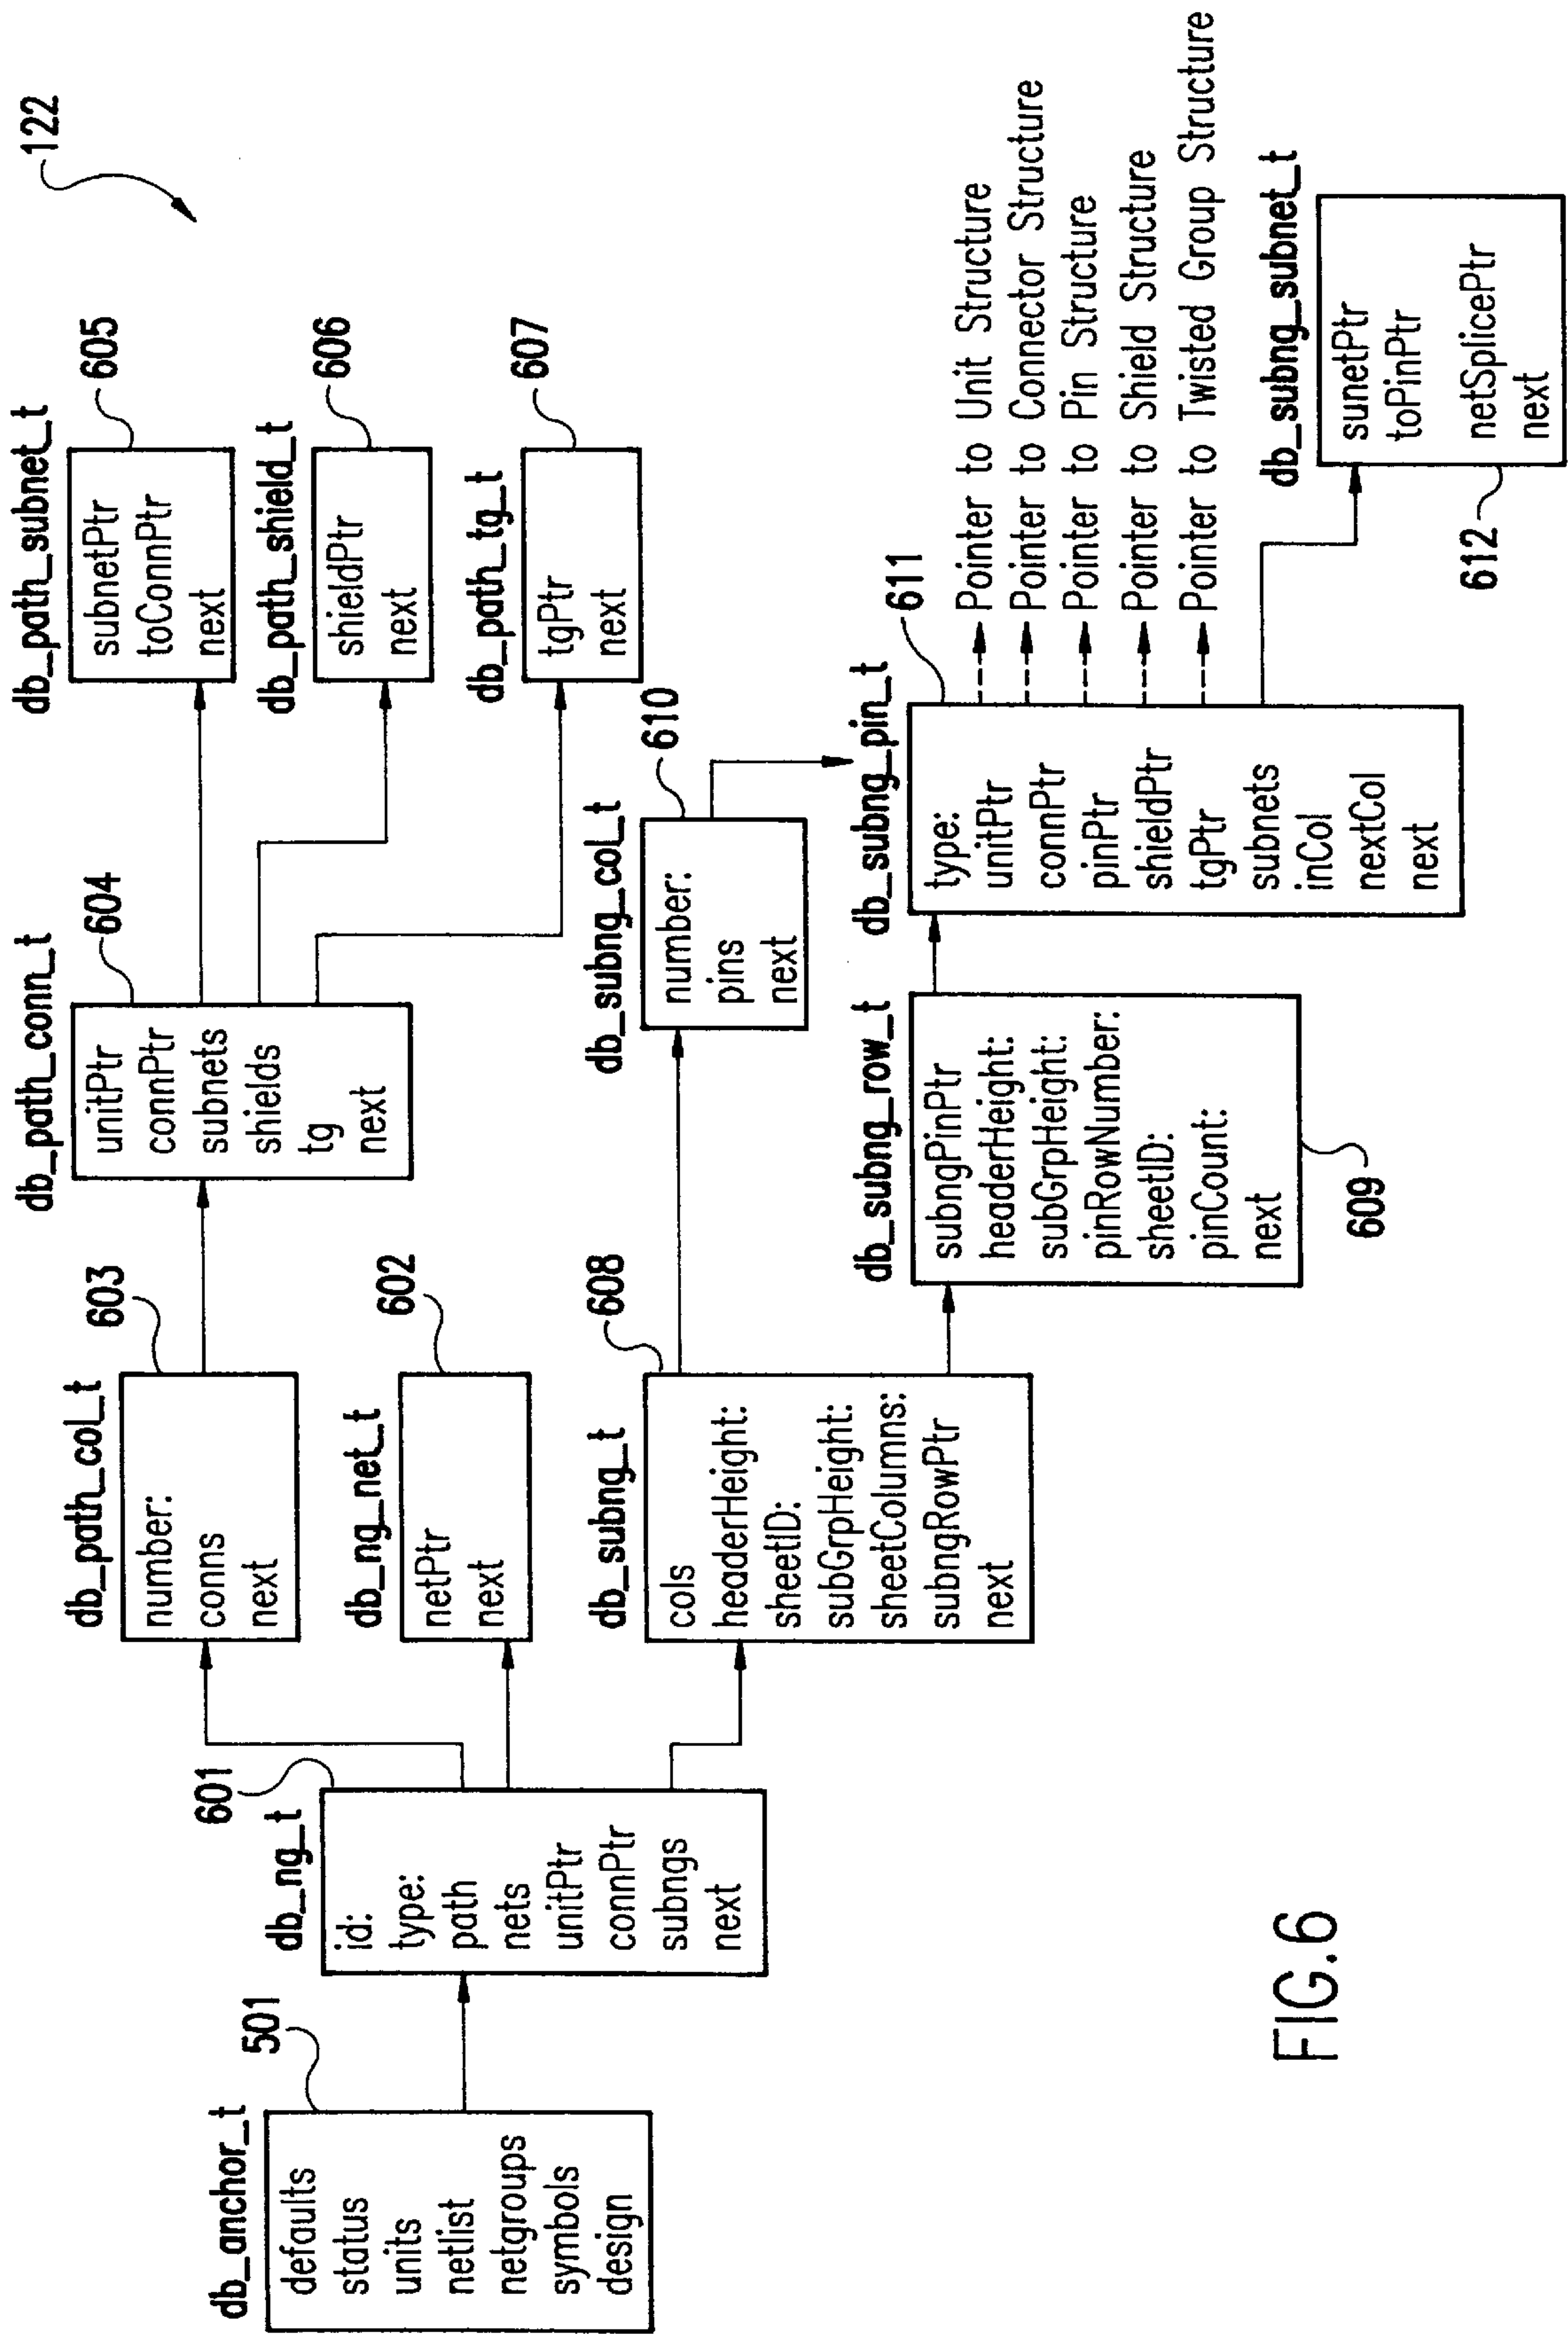 122
db_anchor_t
501
defaults
status
units
netlist
netgroups
symbols
design
db_ng_t
601
id:
type:
path
nets
unitPtr
connPtr
subngs
next
db_path_col_t
603
number:
conns
next
db_ng_net_t
602
netPtr
next
db_subng_t
608
cols
headerHeight:
sheetID:
subGrpHeight:
sheetColumns:
subngRowPtr
next
db_path_conn_t
604
unitPtr
connPtr
subnets
shields
tg
next
db_path_subnet_t
605
subnetPtr
toConnPtr
next
db_path_shield_t
606
shieldPtr
next
db_path_tg_t
607
tgPtr
next
db_subng_col_t
610
number:
pins
next
db_subng_row_t
subngPinPtr
headerHeight:
subGrpHeight:
pinRowNumber:
sheetID:
pinCount:
next
609
db_subng_pin_t
611
type:
unitPtr
connPtr
pinPtr
shieldPtr
tgPtr
subnets
inCol
nextCol
next
Pointer to Unit Structure
Pointer to Connector Structure
Pointer to Pin Structure
Pointer to Shield Structure
Pointer to Twisted Group Structure
db_subng_subnet_t
sunetPtr
toPinPtr
netSplicePtr
next
612
FIG.6